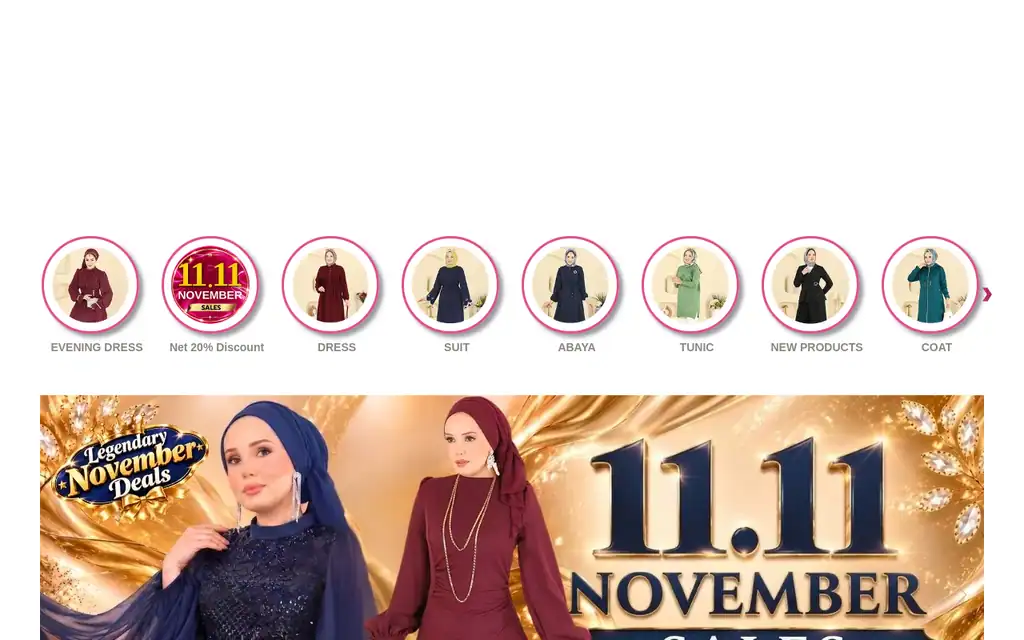 11.11
NOVEMBER
SALES
EVENING DRESS
Net 20% Discount
DRESS
SUIT
ABAYA
TUNIC
NEW PRODUCTS
COAT
Legendary
November
Deals
11.11
NOVEMBER
SALES